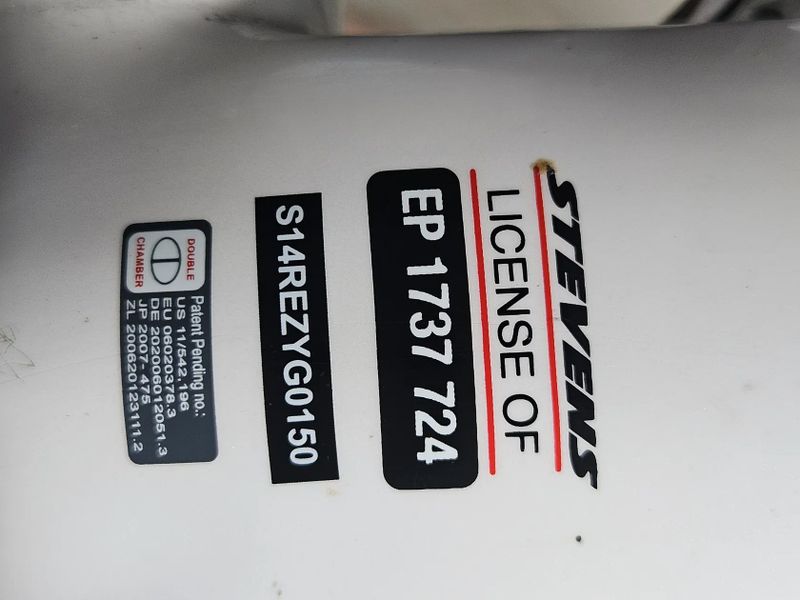 STEVENS
LICENSE OF
EP 1737 724
S14REZYG0150
DOUBLE
CHAMBER
Patent Pending no.:
US 11/542,196
EU 06020378.3
DE 202006012051.3
JP 2007-475
ZL 200620123111.2